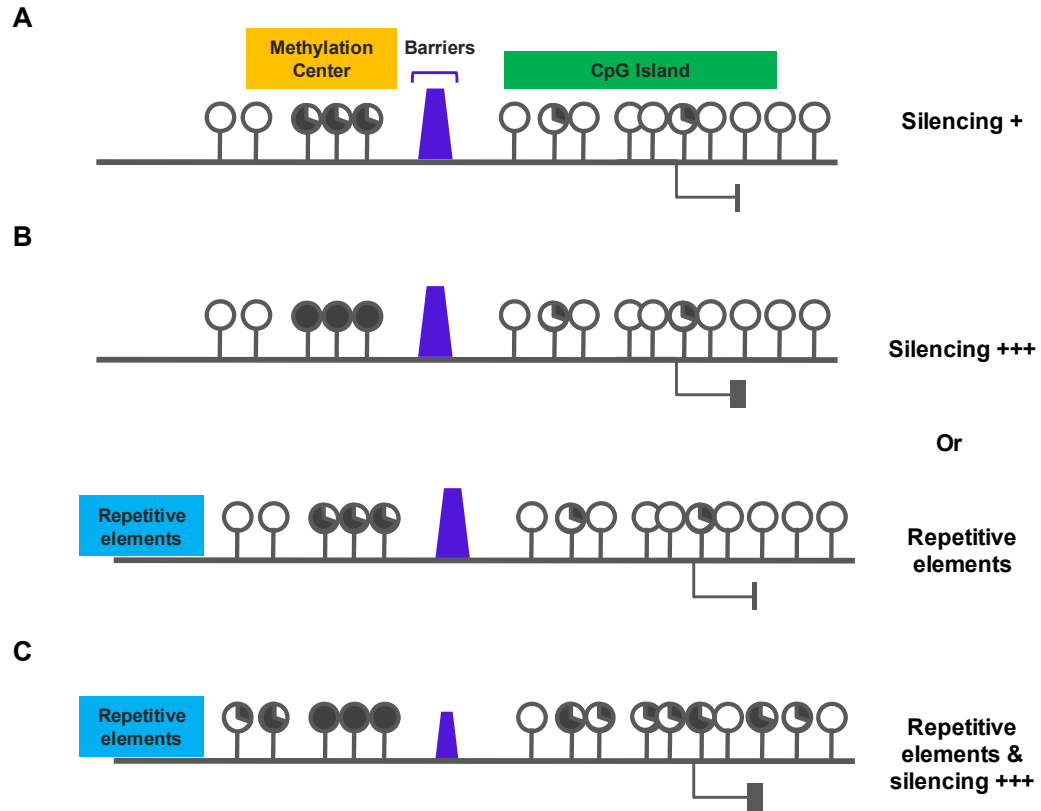 A
Methylation
Center
Barriers
CpG Island
Silencing +
B
Silencing +++
Or
Repetitive
elements
Repetitive
elements
C
Repetitive
elements
Repetitive
elements &
silencing +++